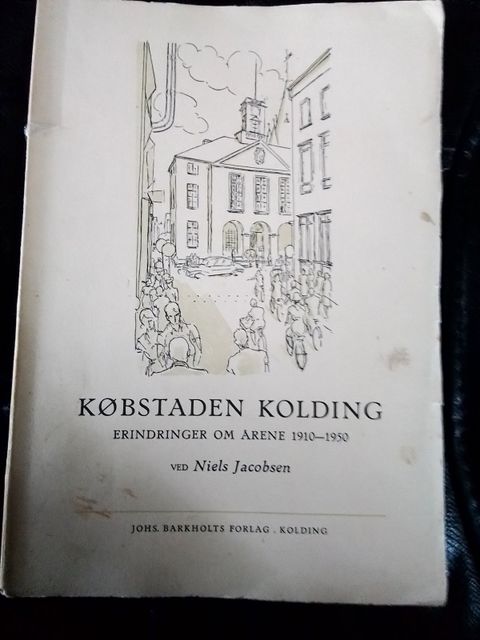 KØBSTADEN KOLDING
ERINDRINGER OM ÅRENE 1910—1950
VED Niels Jacobsen
JOHS. BARKHOLTS FORLAG . KOLDING